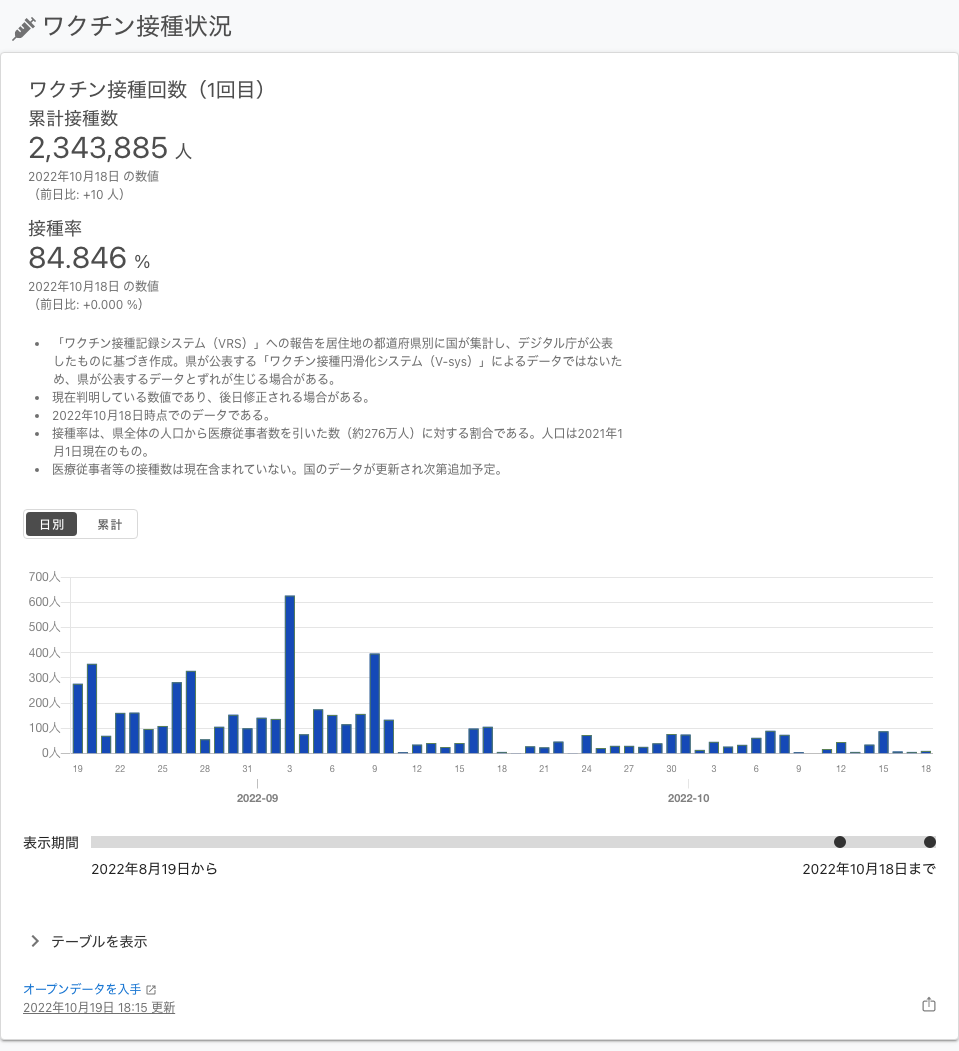 ワクチン接種状況
ワクチン接種回数（1回目）
累計接種数
2,343,885 人
2022年10月18日 の数値
（前日比: +10 人）
接種率
84.846 %
2022年10月18日 の数値
（前日比: +0.000 %）
• 「ワクチン接種記録システム（VRS）」への報告を居住地の都道府県別に国が集計し、デジタル庁が公表
したものに基づき作成。県が公表する「ワクチン接種円滑化システム（V-sys）」によるデータではないた
め、県が公表するデータとずれが生じる場合がある。
• 現在判明している数値であり、後日修正される場合がある。
• 2022年10月18日時点でのデータである。
• 接種率は、県全体の人口から医療従事者数を引いた数（約276万人）に対する割合である。人口は2021年1
月1日現在のもの。
• 医療従事者等の接種数は現在含まれていない。国のデータが更新され次第追加予定。
日別 累計
700人
600人
500人
400人
300人
200人
100人
0人
19 22 25 28 31 3 6 9 12 15 18 21 24 27 30 3 6 9 12 15 18
2022-09 2022-10
表示期間
2022年8月19日から 2022年10月18日まで
テーブルを表示
オープンデータを入手
2022年10月19日 18:15 更新